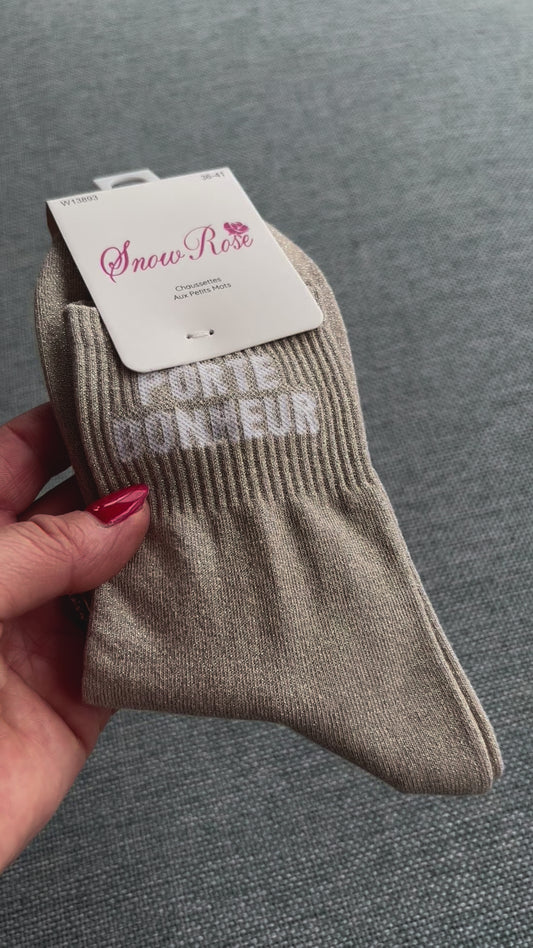 W13893
36-41
Snow Rose
Chaussettes
Aux Petits Mots
PORTE
BONHEUR